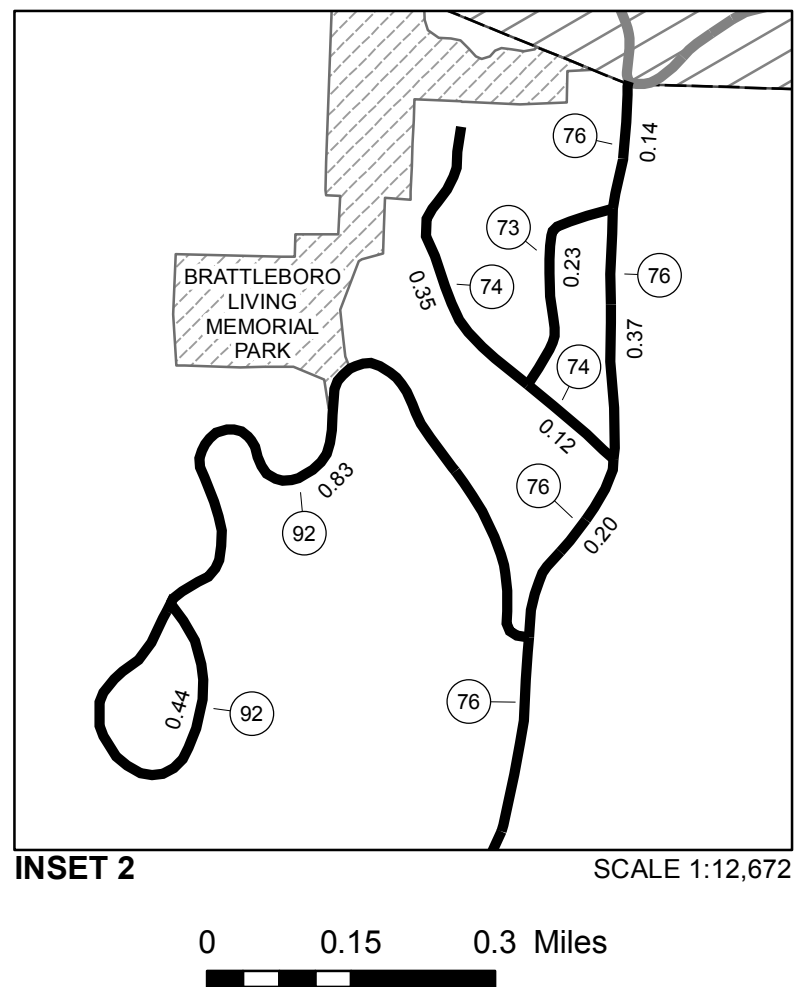 76
0.14
73
0.23
76
74
0.35
BRATTLEBORO
LIVING
MEMORIAL
PARK
0.37
74
0.12
76
0.83
0.20
92
76
0.44
92
INSET 2
SCALE 1:12,672
0 0.15 0.3 Miles